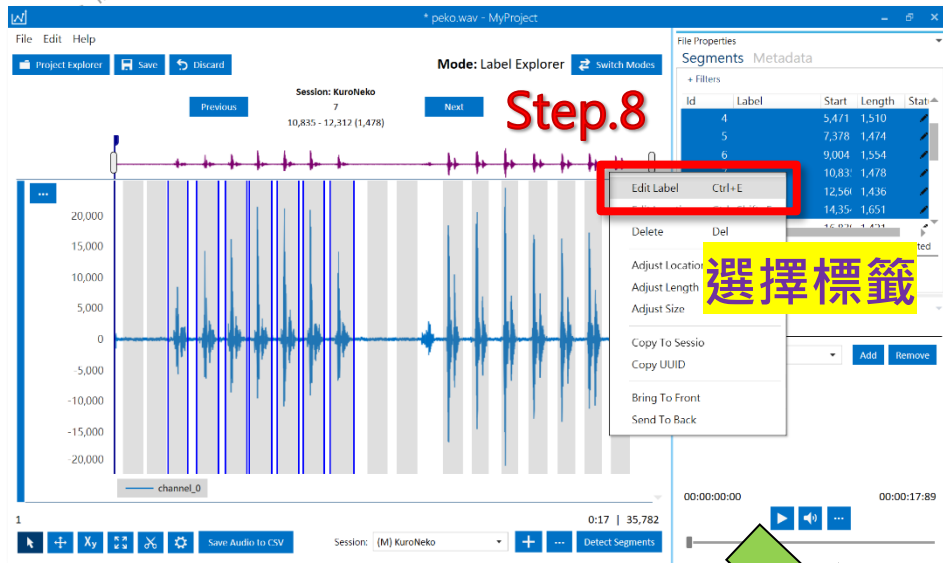 * peko.wav - MyProject
File Edit Help
Project Explorer Save Discard
Mode: Label Explorer Switch Modes
Session: KuroNeko
Previous 7 Next
10,835 - 12,312 (1,478)
Step.8
File Properties
Segments Metadata
+ Filters
Id Label Start Length
4 5,471 1,510
5 7,378 1,474
6 9,004 1,554
1,478
1,436
1,651
Edit Label Ctrl+E
Delete Del
Adjust Location
Adjust Length
Adjust Size
選擇標籤
Copy To Sessio
Copy UUID
Bring To Front
Send To Back
Add Remove
20,000
15,000
10,000
5,000
0
-5,000
-10,000
-15,000
-20,000
channel_0
00:00:00:00 00:00:17:89
1 0:17 | 35,782
Xy Save Audio to CSV Session: (M) KuroNeko + ... Detect Segments